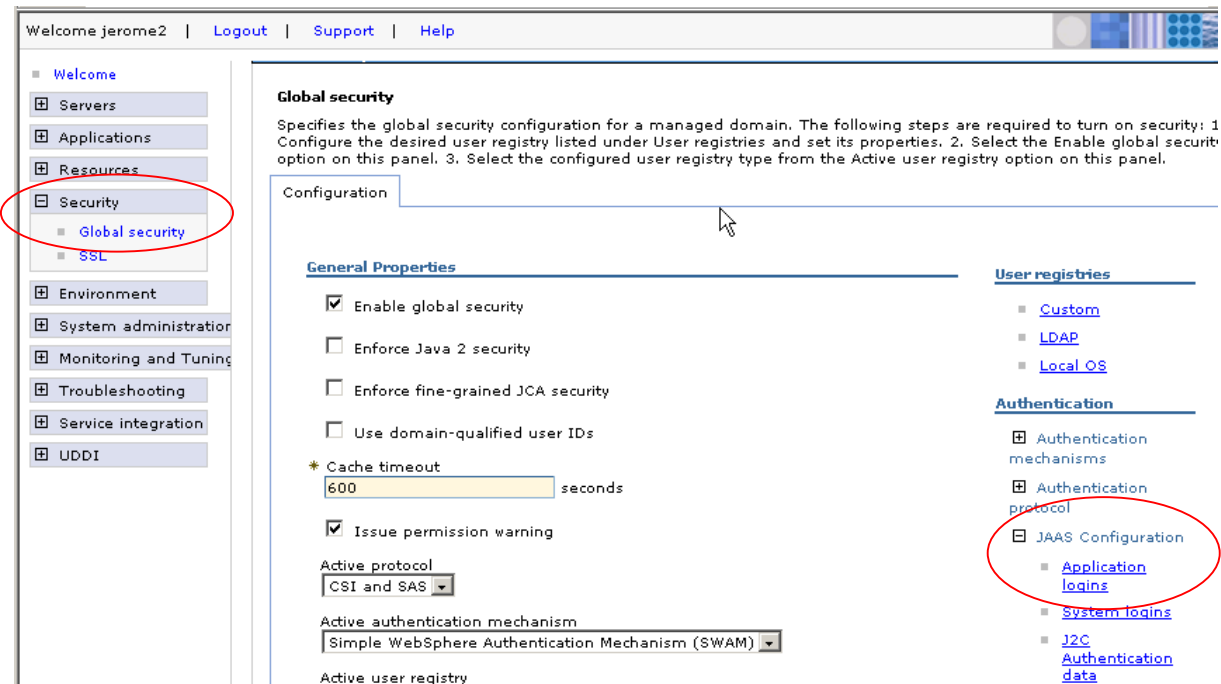 Welcome jerome2 | Logout | Support | Help
Welcome
Servers
Applications
Resources
Security
Global security
SSL
Environment
System administration
Monitoring and Tuning
Troubleshooting
Service integration
UDDI
Global security
Specifies the global security configuration for a managed domain. The following steps are required to turn on security: 1
Configure the desired user registry listed under User registries and set its properties. 2. Select the Enable global security
option on this panel. 3. Select the configured user registry type from the Active user registry option on this panel.
Configuration
General Properties
Enable global security
Enforce Java 2 security
Enforce fine-grained JCA security
Use domain-qualified user IDs
* Cache timeout
600 seconds
Issue permission warning
Active protocol
CSI and SAS
Active authentication mechanism
Simple WebSphere Authentication Mechanism (SWAM)
Active user registry
User registries
Custom
LDAP
Local OS
Authentication
Authentication
mechanisms
Authentication
protocol
JAAS Configuration
Application
logins
System logins
J2C
Authentication
data